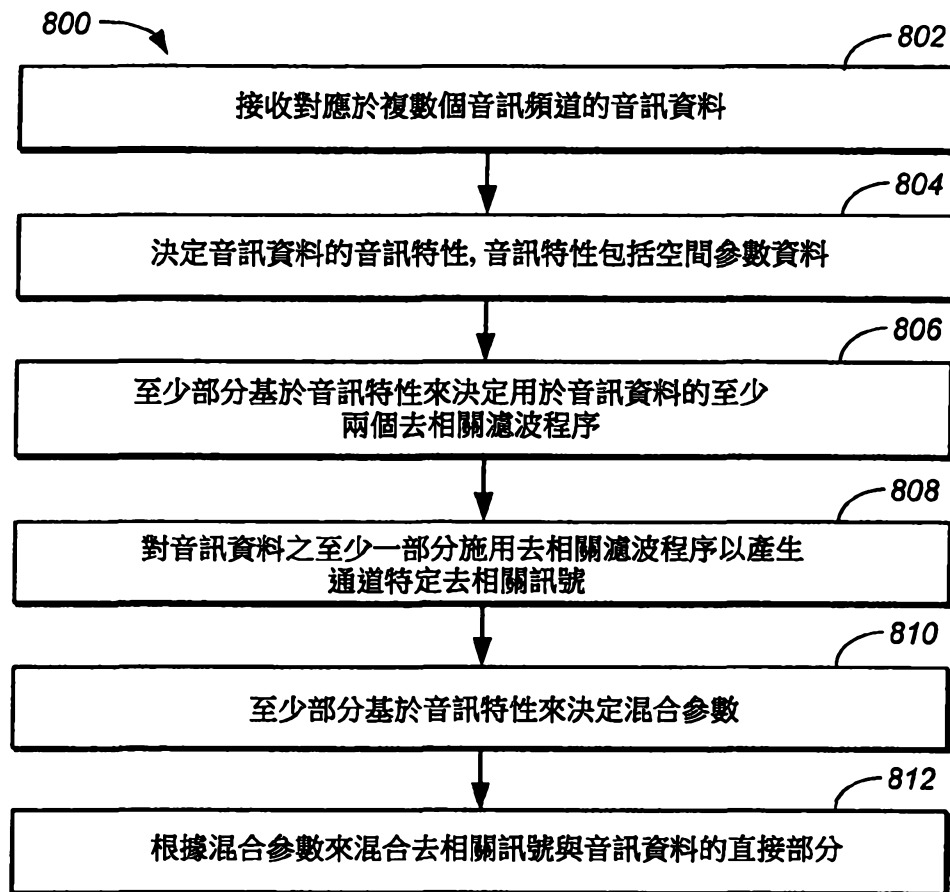 800
802
接收對應於複數個音訊頻道的音訊資料
804
決定音訊資料的音訊特性, 音訊特性包括空間參數資料
806
至少部分基於音訊特性來決定用於音訊資料的至少
兩個去相關濾波程序
808
對音訊資料之至少一部分施用去相關濾波程序以產生
通道特定去相關訊號
810
至少部分基於音訊特性來決定混合參數
812
根據混合參數來混合去相關訊號與音訊資料的直接部分